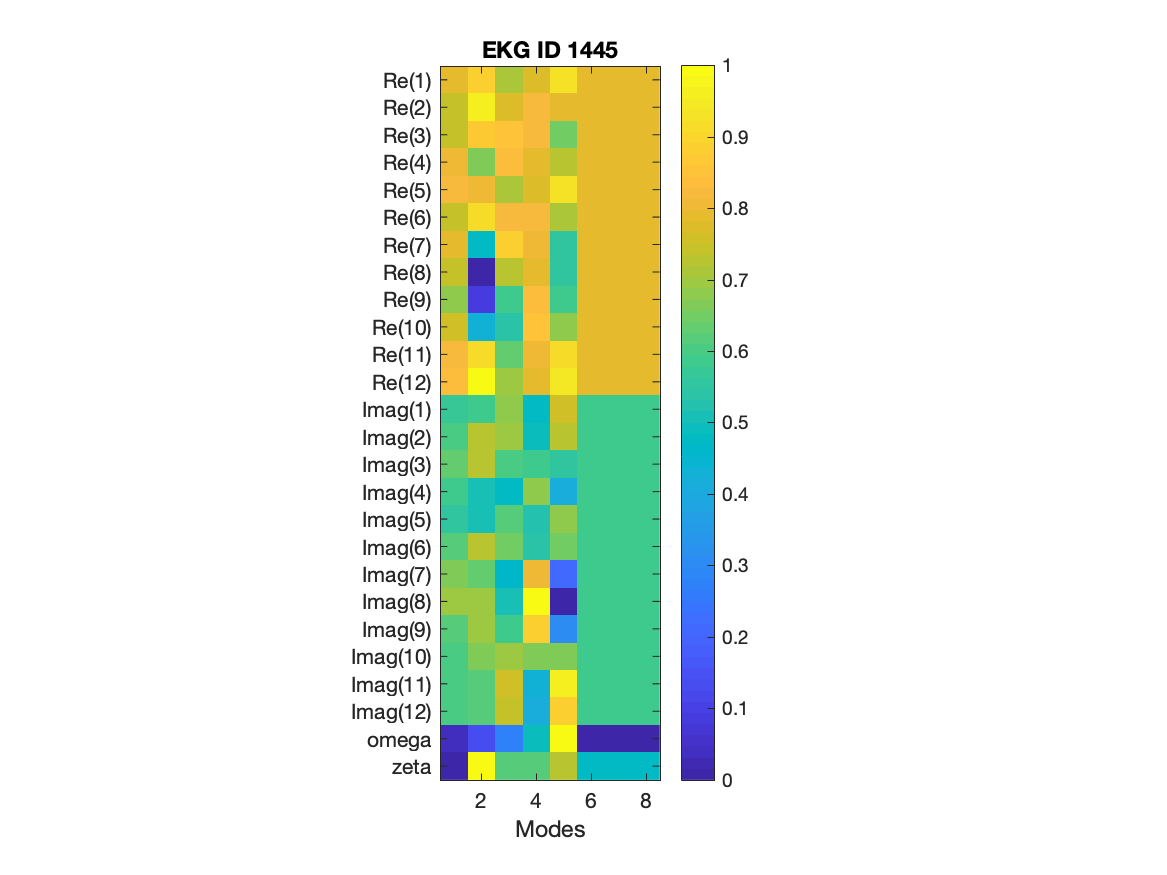 EKG ID 1445
Re(1)
Re(2)
Re(3)
Re(4)
Re(5)
Re(6)
Re(7)
Re(8)
Re(9)
Re(10)
Re(11)
Re(12)
Imag(1)
Imag(2)
Imag(3)
Imag(4)
Imag(5)
Imag(6)
Imag(7)
Imag(8)
Imag(9)
Imag(10)
Imag(11)
Imag(12)
omega
zeta
2 4 6 8
Modes
1
0.9
0.8
0.7
0.6
0.5
0.4
0.3
0.2
0.1
0